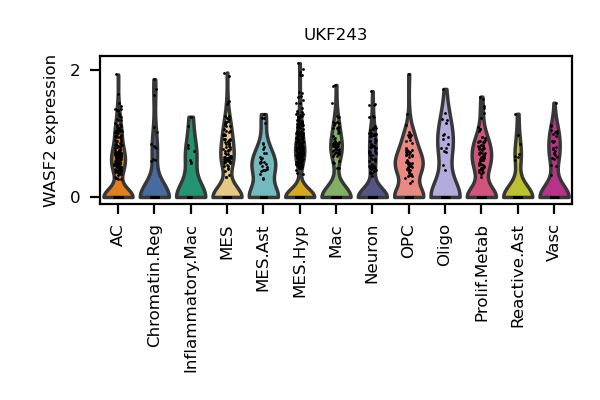 UKF243
WASF2 expression
2
0
AC
Chromatin.Reg
Inflammatory.Mac
MES
MES.Ast
MES.Hyp
Mac
Neuron
OPC
Oligo
Prolif.Metab
Reactive.Ast
Vasc